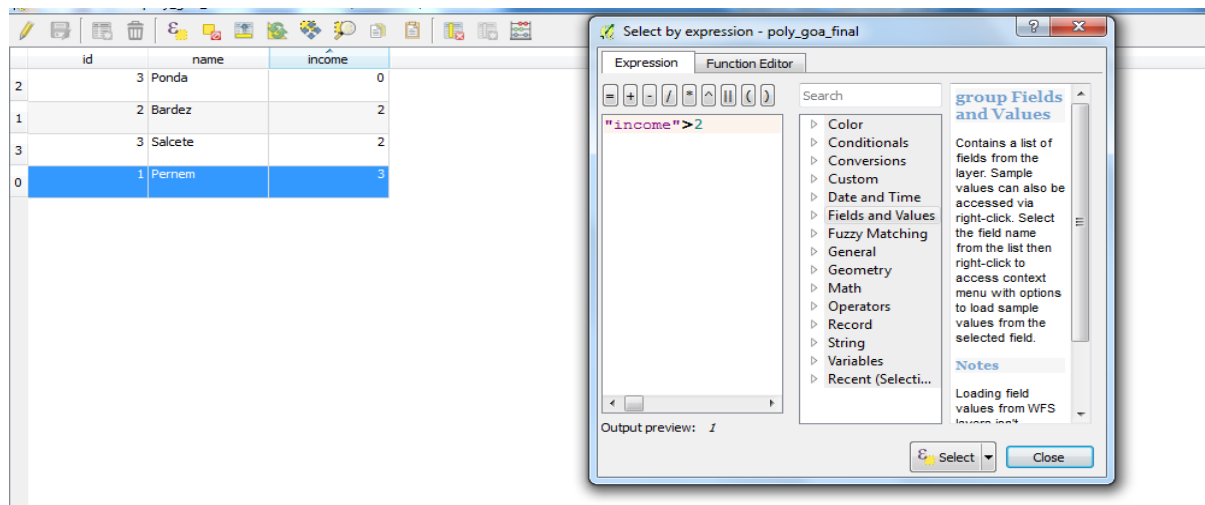 id name income
2 3 Ponda 0
1 2 Bardez 2
3 3 Salcete 2
0 1 Pernem 3
Select by expression - poly_goa_final
?
Expression Function Editor
= + - / * ^ || ( )
"income">2
Output preview: 1
Search
Color
Conditionals
Conversions
Custom
Date and Time
Fields and Values
Fuzzy Matching
General
Geometry
Math
Operators
Record
String
Variables
Recent (Selecti...
group Fields
and Values
Contains a list of
fields from the
layer. Sample
values can also be
accessed via
right-click. Select
the field name
from the list then
right-click to
access context
menu with options
to load sample
values from the
selected field.
Notes
Loading field
values from WFS
ε Select Close